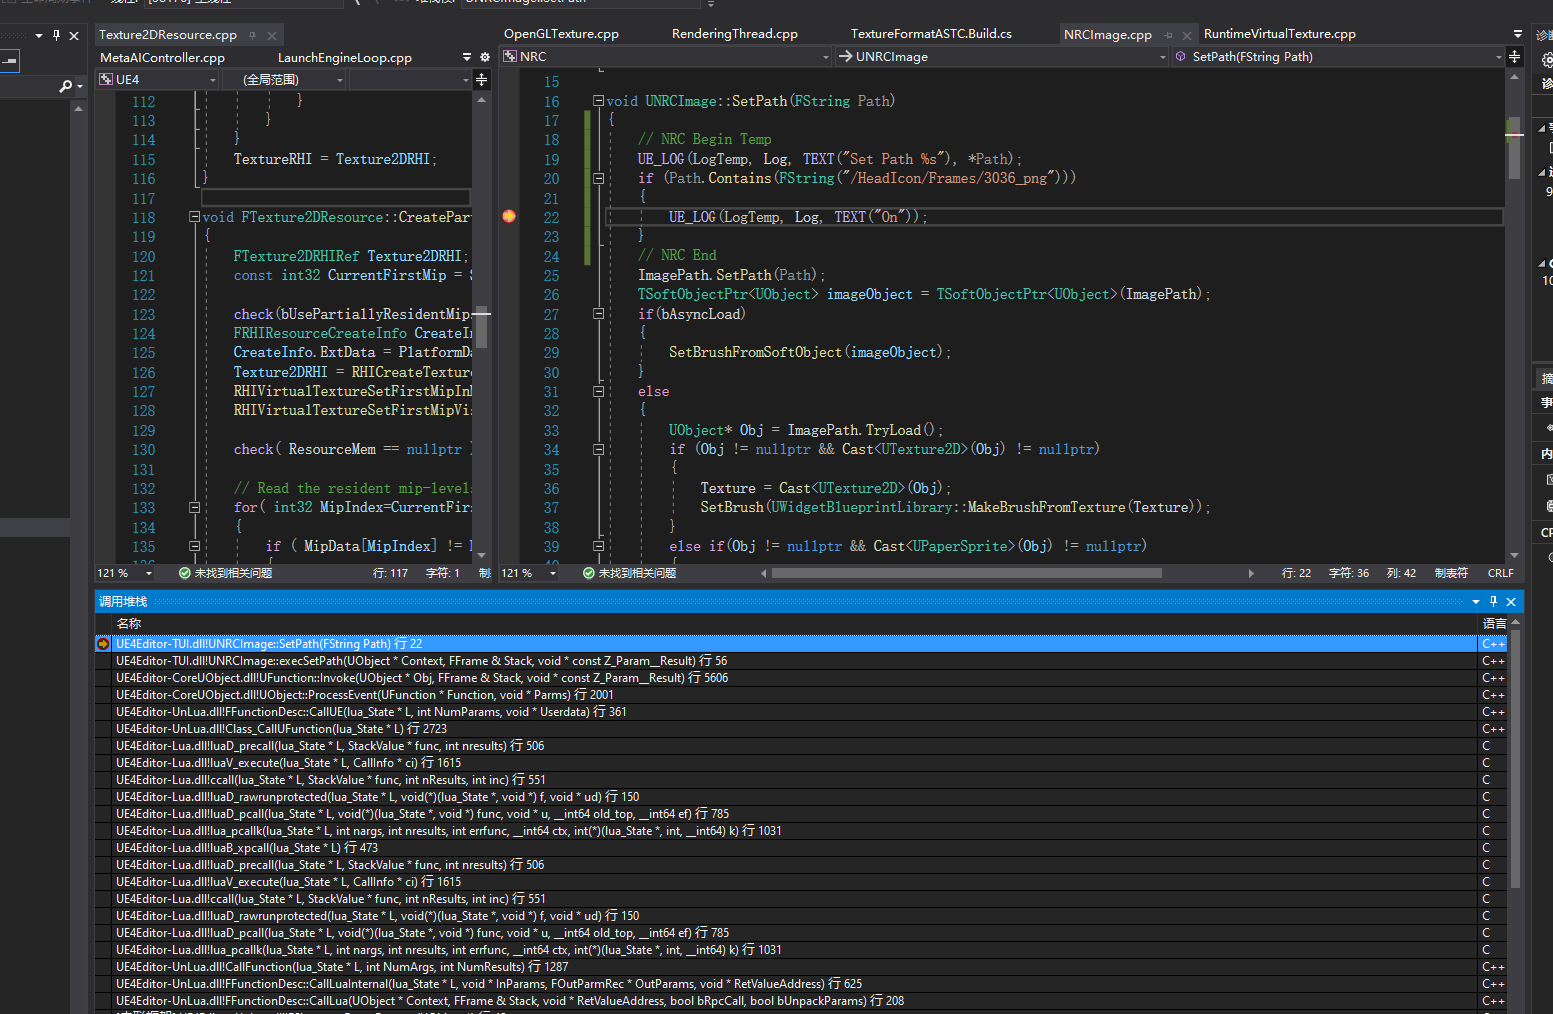 Texture2DResource.cpp
MetaAIController.cpp
LaunchEngineLoop.cpp
UE4
(全局范围)
112 }
113 }
114 }
115 TextureRHI = Texture2DRHI;
116 }
117
118 void FTexture2DResource::CreatePar
119 {
120 FTexture2DRHIRef Texture2DRHI;
121 const int32 CurrentFirstMip =
122
123 check(bUsePartiallyResidentMip
124 FRHIResourceCreateInfo CreateI
125 CreateInfo.ExtData = PlatformD
126 Texture2DRHI = RHICreateTextur
127 RHIVirtualTextureSetFirstMipIn
128 RHIVirtualTextureSetFirstMipVi
129
130 check( ResourceMem == nullptr )
131
132 // Read the resident mip-level
133 for( int32 MipIndex=CurrentFir
134 {
135 if ( MipData[MipIndex] !=
121 %
未找到相关问题
行: 117
字符: 1
制
OpenGLTexture.cpp
RenderingThread.cpp
TextureFormatASTC.Build.cs
NRCImage.cpp
RuntimeVirtualTexture.cpp
NRC
UNRCImage
SetPath(FString Path)
15
16 void UNRCImage::SetPath(FString Path)
17 {
18 // NRC Begin Temp
19 UE_LOG(LogTemp, Log, TEXT("Set Path %s"), *Path);
20 if (Path.Contains(FString("/HeadIcon/Frames/3036_png")))
21 {
22 UE_LOG(LogTemp, Log, TEXT("On"));
23 }
24 // NRC End
25 ImagePath.SetPath(Path);
26 TSoftObjectPtr<UObject> imageObject = TSoftObjectPtr<UObject>(ImagePath);
27 if(bAsyncLoad)
28 {
29 SetBrushFromSoftObject(imageObject);
30 }
31 else
32 {
33 UObject* Obj = ImagePath.TryLoad();
34 if (Obj != nullptr && Cast<UTexture2D>(Obj) != nullptr)
35 {
36 Texture = Cast<UTexture2D>(Obj);
37 SetBrush(UWidgetBlueprintLibrary::MakeBrushFromTexture(Texture));
38 }
39 else if(Obj != nullptr && Cast<UPaperSprite>(Obj) != nullptr)
121 %
未找到相关问题
行: 22
字符: 36
列: 42
制表符
CRLF
调用堆栈
名称
语言
UE4Editor-TUI.dll!UNRCImage::SetPath(FString Path) 行 22 C++
UE4Editor-TUI.dll!UNRCImage::execSetPath(UObject * Context, FFrame & Stack, void * const Z_Param__Result) 行 56 C++
UE4Editor-CoreUObject.dll!UFunction::Invoke(UObject * Obj, FFrame & Stack, void * const Z_Param__Result) 行 5606 C++
UE4Editor-CoreUObject.dll!UObject::ProcessEvent(UFunction * Function, void * Parms) 行 2001 C++
UE4Editor-UnLua.dll!FFunctionDesc::CallUE(lua_State * L, int NumParams, void * Userdata) 行 361 C++
UE4Editor-UnLua.dll!Class_CallUFunction(lua_State * L) 行 2723 C++
UE4Editor-Lua.dll!luaD_precall(lua_State * L, StackValue * func, int nresults) 行 506 C
UE4Editor-Lua.dll!luaV_execute(lua_State * L, CallInfo * ci) 行 1615 C
UE4Editor-Lua.dll!ccall(lua_State * L, StackValue * func, int nResults, int inc) 行 551 C
UE4Editor-Lua.dll!luaD_rawrunprotected(lua_State * L, void(*)(lua_State *, void *) f, void * ud) 行 150 C
UE4Editor-Lua.dll!luaD_pcall(lua_State * L, void(*)(lua_State *, void *) func, void * u, __int64 old_top, __int64 ef) 行 785 C
UE4Editor-Lua.dll!lua_pcallk(lua_State * L, int nargs, int nresults, int errfunc, __int64 ctx, int(*)(lua_State *, int, __int64) k) 行 1031 C
UE4Editor-Lua.dll!luaB_xpcall(lua_State * L) 行 473 C
UE4Editor-Lua.dll!luaD_precall(lua_State * L, StackValue * func, int nresults) 行 506 C
UE4Editor-Lua.dll!luaV_execute(lua_State * L, CallInfo * ci) 行 1615 C
UE4Editor-Lua.dll!ccall(lua_State * L, StackValue * func, int nResults, int inc) 行 551 C
UE4Editor-Lua.dll!luaD_rawrunprotected(lua_State * L, void(*)(lua_State *, void *) f, void * ud) 行 150 C
UE4Editor-Lua.dll!luaD_pcall(lua_State * L, void(*)(lua_State *, void *) func, void * u, __int64 old_top, __int64 ef) 行 785 C
UE4Editor-Lua.dll!lua_pcallk(lua_State * L, int nargs, int nresults, int errfunc, __int64 ctx, int(*)(lua_State *, int, __int64) k) 行 1031 C
UE4Editor-UnLua.dll!CallFunction(lua_State * L, int NumArgs, int NumResults) 行 1287 C++
UE4Editor-UnLua.dll!FFunctionDesc::CallLuaInternal(lua_State * L, void * InParams, FOutParmRec * OutParams, void * RetValueAddress) 行 625 C++
UE4Editor-UnLua.dll!FFunctionDesc::CallLua(UObject * Context, FFrame & Stack, void * RetValueAddress, bool bRpcCall, bool bUnpackParams) 行 208 C++